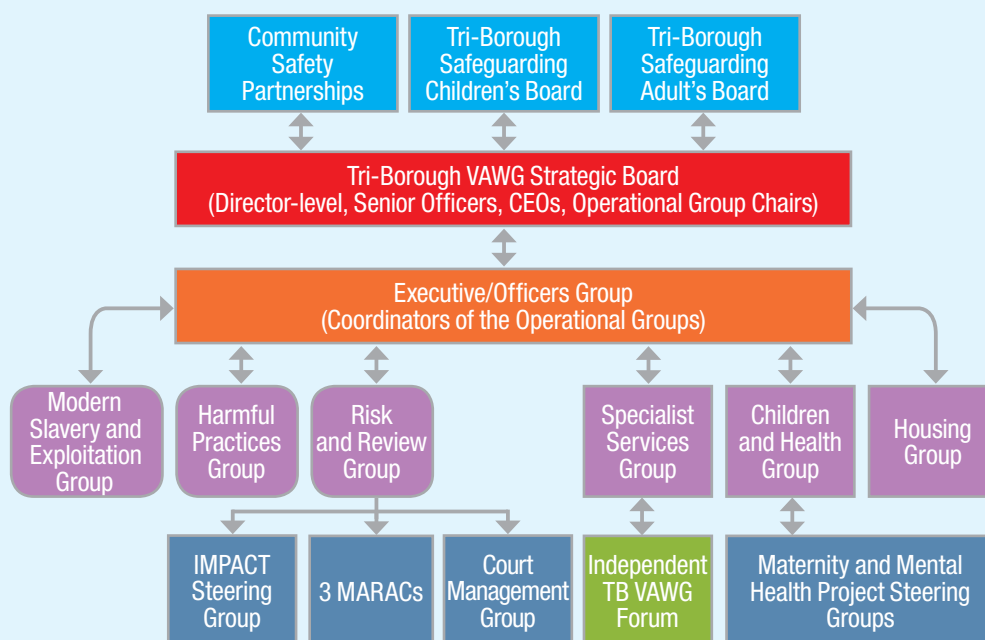 Community
Safety
Partnerships
Tri-Borough
Safeguarding
Children's Board
Tri-Borough
Safeguarding
Adult's Board
Tri-Borough VAWG Strategic Board
(Director-level, Senior Officers, CEOs, Operational Group Chairs)
Executive/Officers Group
(Coordinators of the Operational Groups)
Modern
Slavery and
Exploitation
Group
Harmful
Practices
Group
Risk
and Review
Group
Specialist
Services
Group
Children
and Health
Group
Housing
Group
IMPACT
Steering
Group
3 MARACs
Court
Management
Group
Independent
TB VAWG
Forum
Maternity and Mental
Health Project Steering
Groups